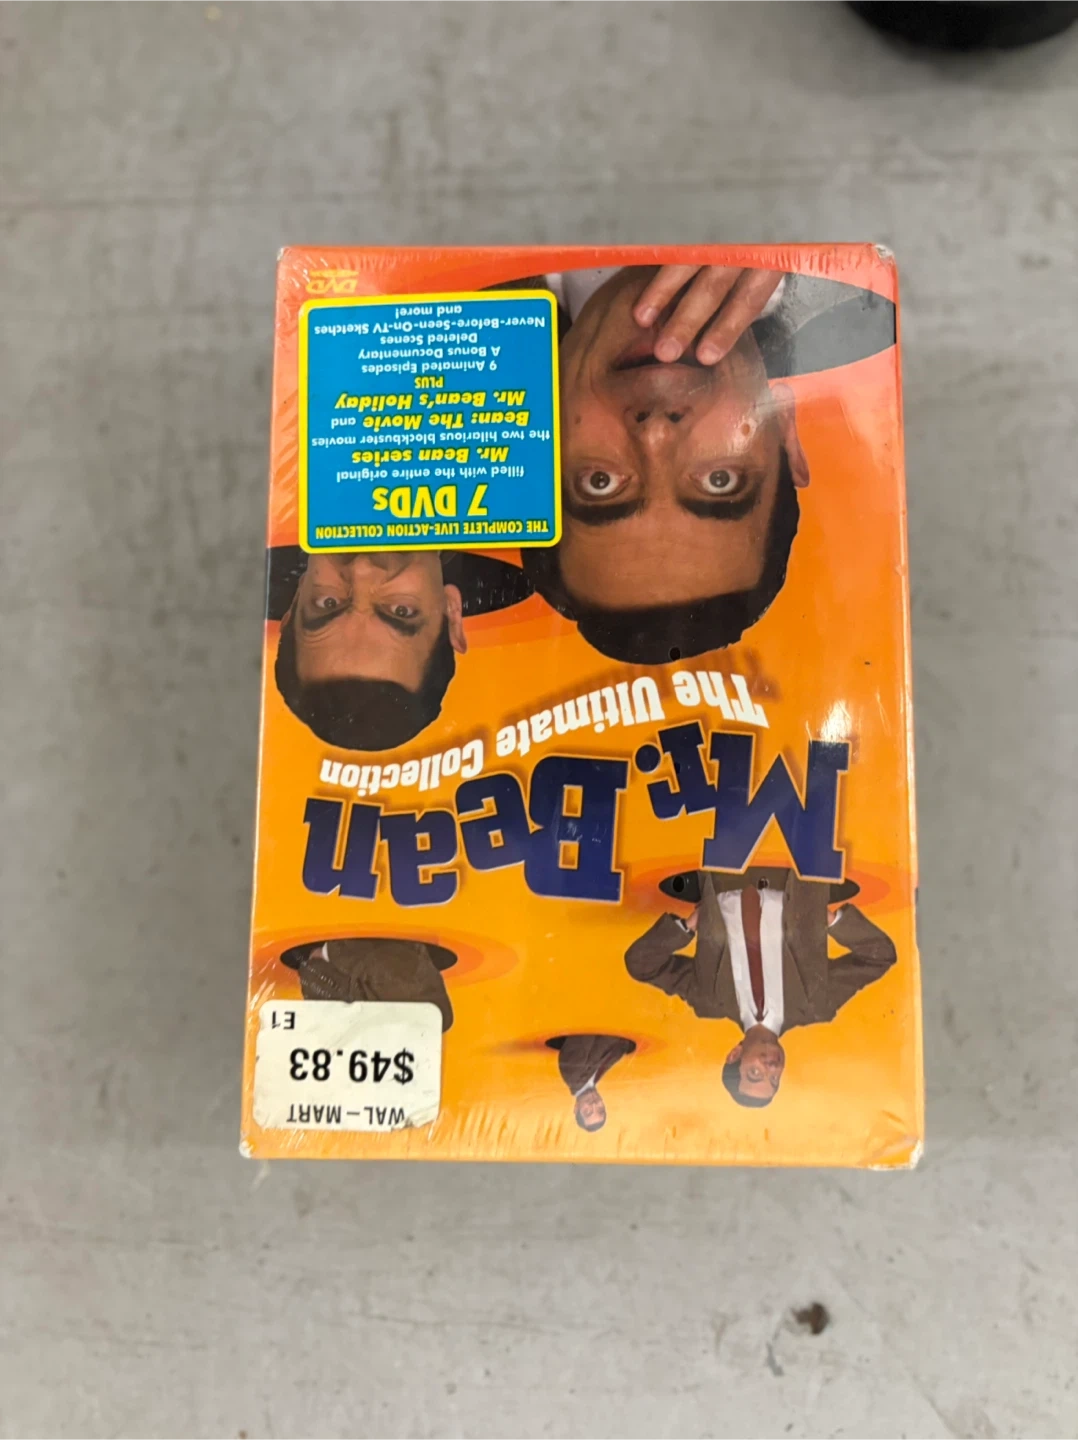 WAL-MART
$49.83
E1
Mr. Bean
The Ultimate Collection
THE COMPLETE LIVE-ACTION COLLECTION
7 DVDs
filled with the entire original
Mr. Bean series
the two hilarious blockbuster movies
Bean: The Movie and
Mr. Bean's Holiday
PLUS
9 Animated Episodes
A Bonus Documentary
Deleted Scenes
Never-Before-Seen-On-TV Sketches
and more!
DVD